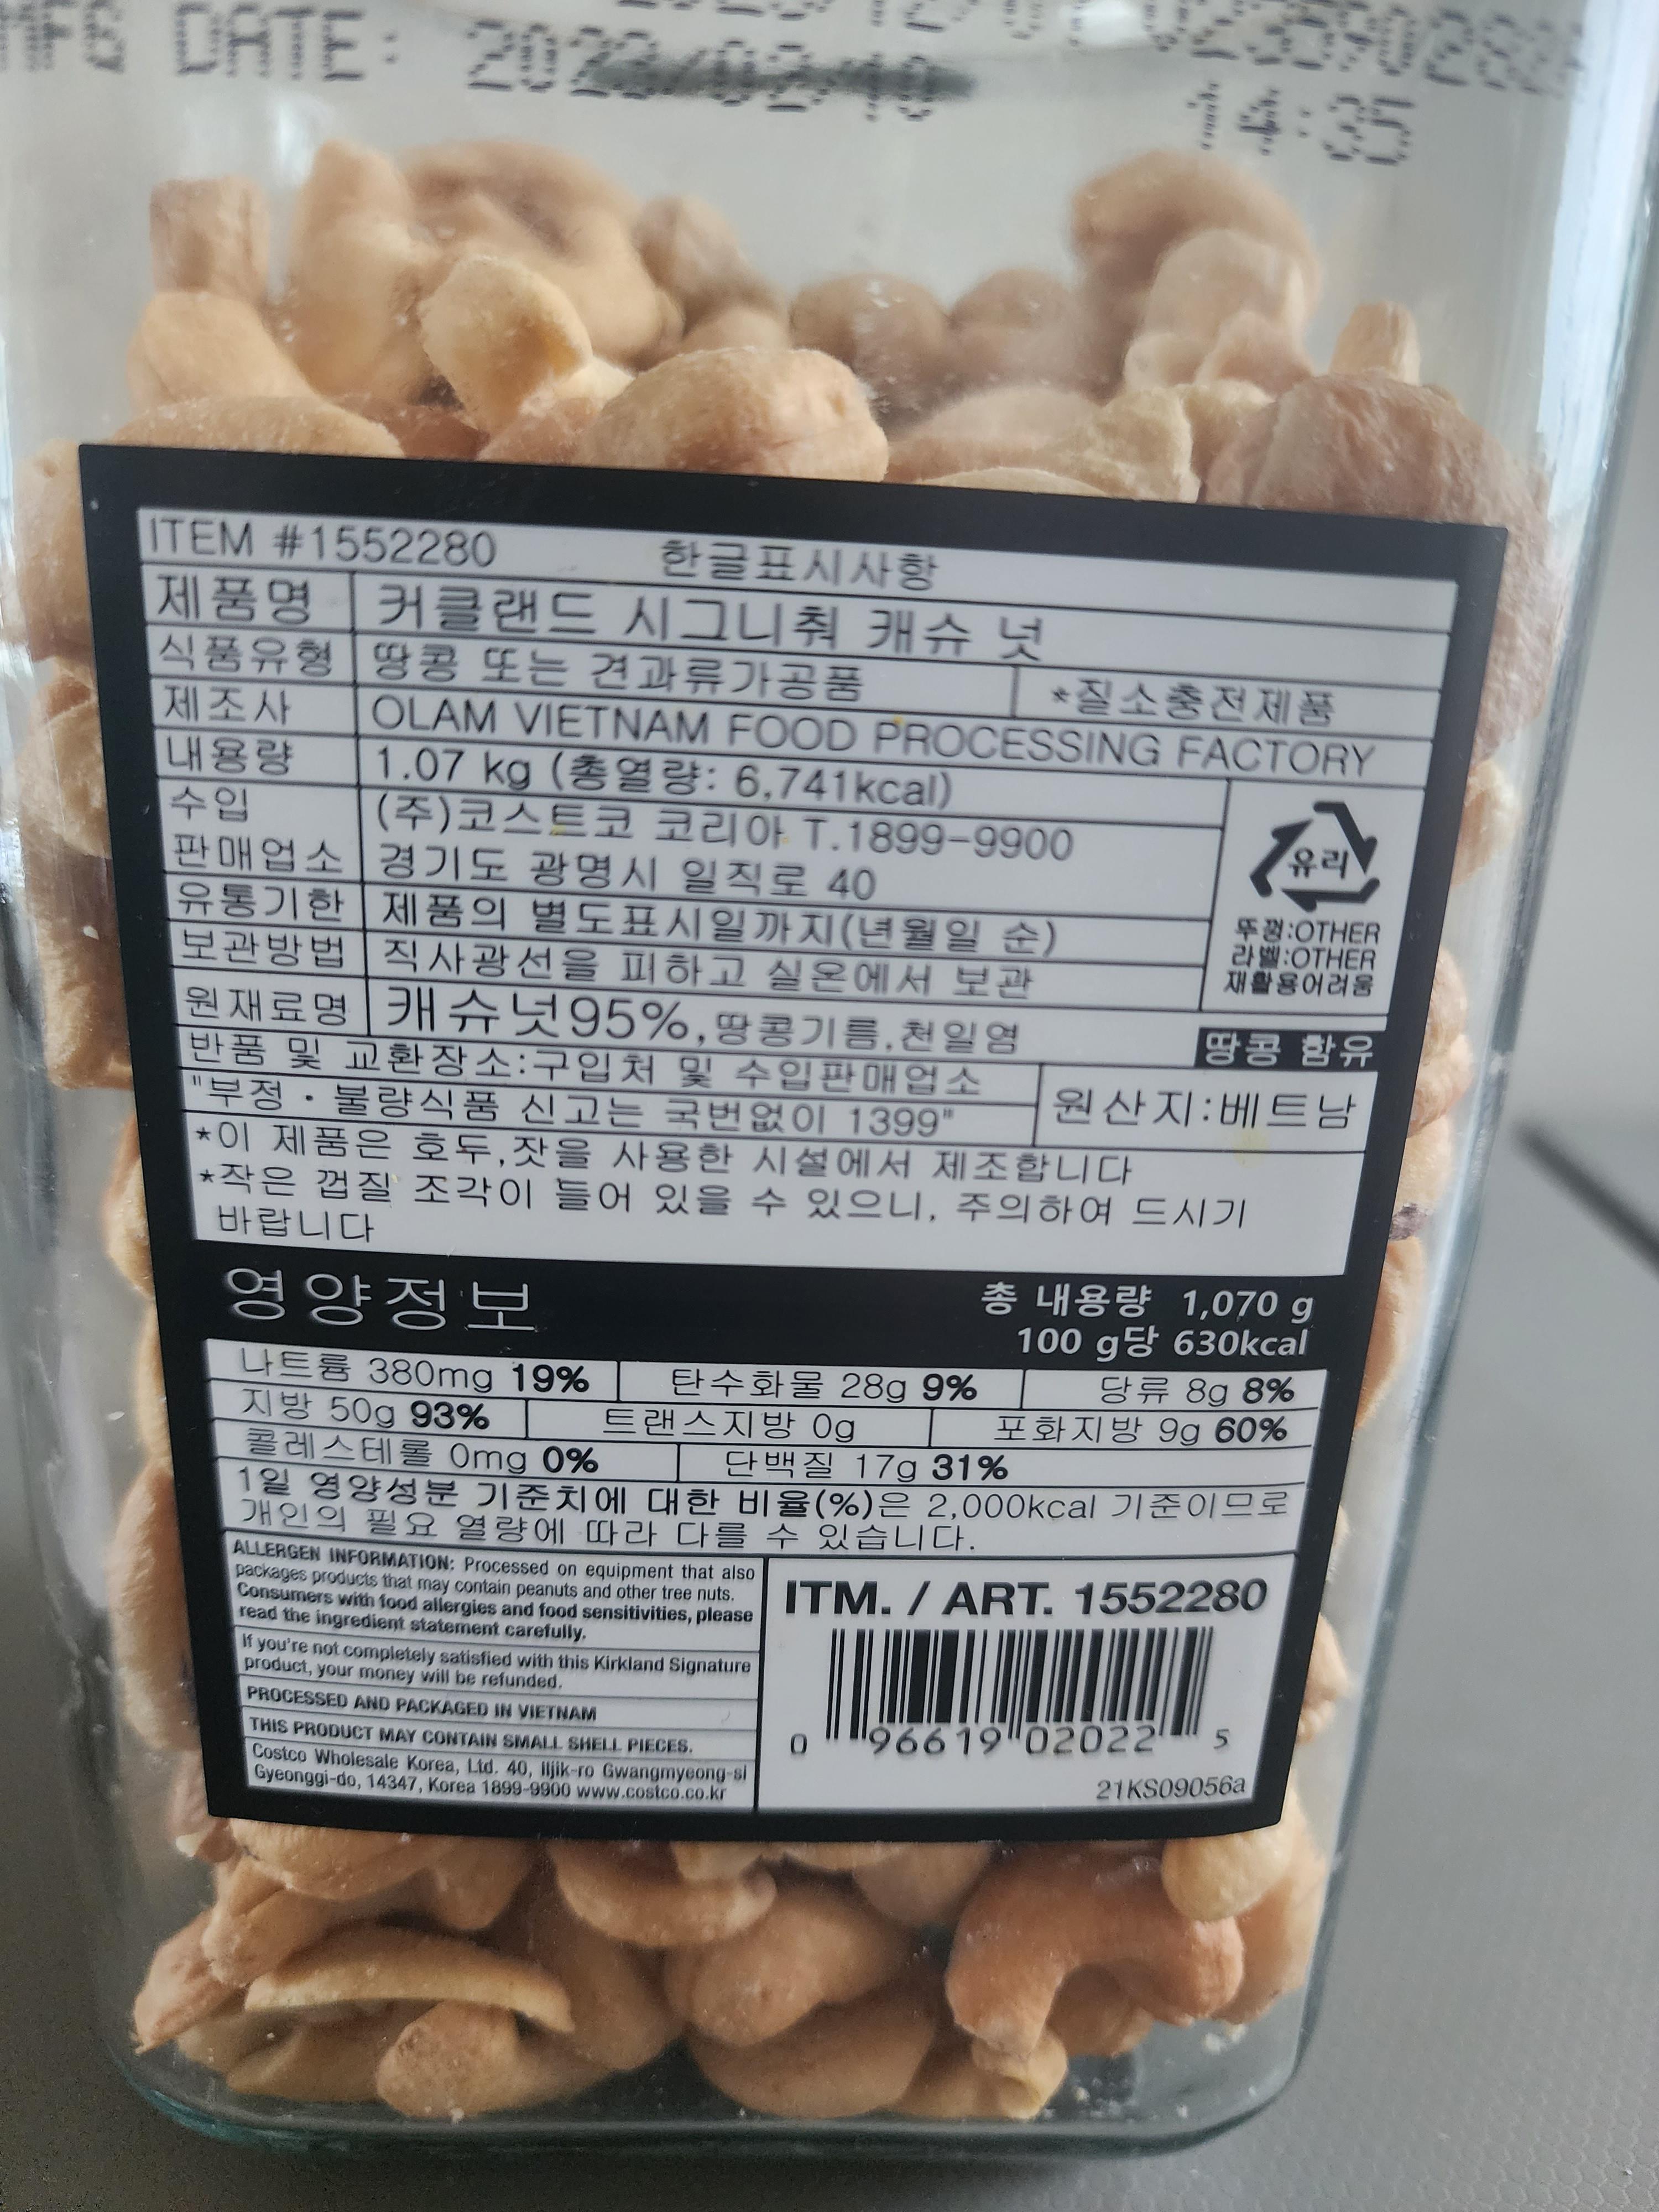 MFG DATE: 2023/02/10
14:35
ITEM #1552280 한글표시사항
제품명 커클랜드 시그니춰 캐슈 넛
식품유형 땅콩 또는 견과류가공품 *질소충전제품
제조사 OLAM VIETNAM FOOD PROCESSING FACTORY
내용량 1.07 kg (총열량: 6,741kcal)
수입 (주)코스트코 코리아 T.1899-9900
판매업소 경기도 광명시 일직로 40
유통기한 제품의 별도표시일까지(년월일 순)
보관방법 직사광선을 피하고 실온에서 보관
유리
뚜껑:OTHER
라벨:OTHER
재활용어려움
원재료명 캐슈넛95%,땅콩기름,천일염
땅콩 함유
반품 및 교환장소:구입처 및 수입판매업소
"부정·불량식품 신고는 국번없이 1399"
원산지:베트남
*이 제품은 호두,잣을 사용한 시설에서 제조합니다
*작은 껍질 조각이 들어 있을 수 있으니, 주의하여 드시기
바랍니다
영양정보
총 내용량 1,070 g
100 g당 630kcal
나트륨 380mg 19% 탄수화물 28g 9% 당류 8g 8%
지방 50g 93% 트랜스지방 0g 포화지방 9g 60%
콜레스테롤 0mg 0% 단백질 17g 31%
1일 영양성분 기준치에 대한 비율(%)은 2,000kcal 기준이므로
개인의 필요 열량에 따라 다를 수 있습니다.
ALLERGEN INFORMATION: Processed on equipment that also
packages products that may contain peanuts and other tree nuts.
Consumers with food allergies and food sensitivities, please
read the ingredient statement carefully.
If you're not completely satisfied with this Kirkland Signature
product, your money will be refunded.
PROCESSED AND PACKAGED IN VIETNAM
THIS PRODUCT MAY CONTAIN SMALL SHELL PIECES.
Costco Wholesale Korea, Ltd. 40, Iljik-ro Gwangmyeong-si
Gyeonggi-do, 14347, Korea 1899-9900 www.costco.co.kr
ITM. / ART. 1552280
0 96619 02022 5
21KS09056a